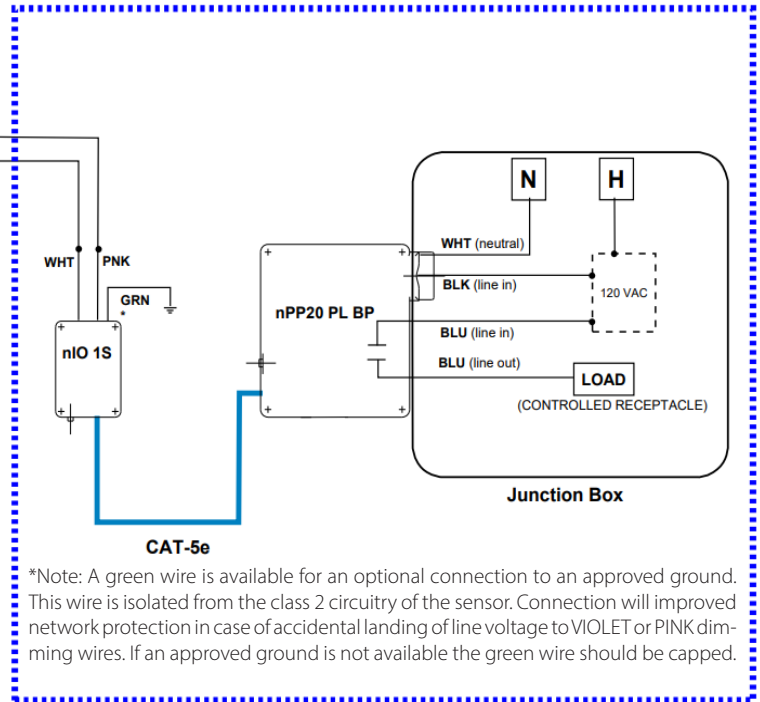 N
H
WHT (neutral)
WHT
PNK
BLK (line in)
120 VAC
GRN
*
nPP20 PL BP
BLU (line in)
nIO 1S
BLU (line out)
LOAD
(CONTROLLED RECEPTACLE)
Junction Box
CAT-5e
*Note: A green wire is available for an optional connection to an approved ground.
This wire is isolated from the class 2 circuitry of the sensor. Connection will improved
network protection in case of accidental landing of line voltage to VIOLET or PINK dim-
ming wires. If an approved ground is not available the green wire should be capped.